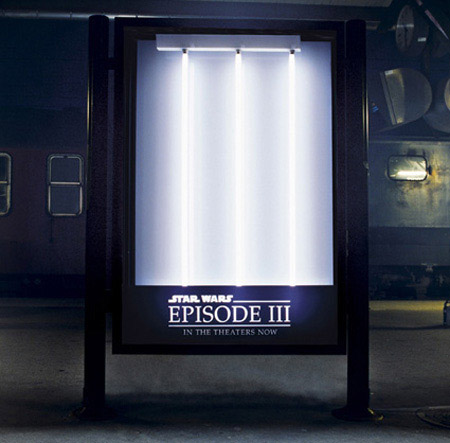 STAR WARS
EPISODE III
IN THE THEATERS NOW